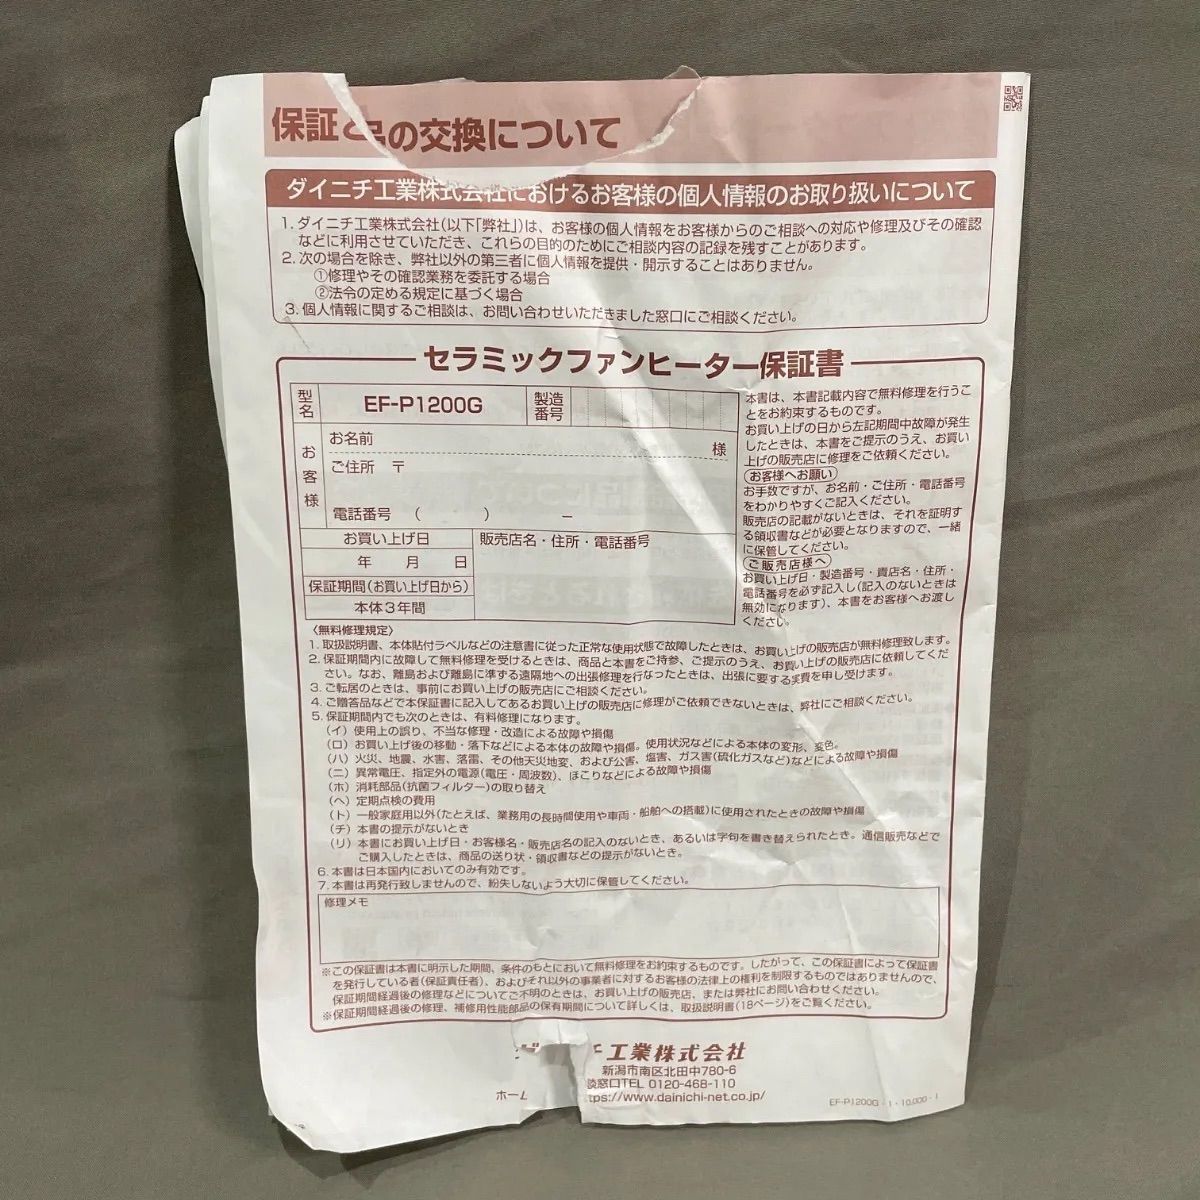 保証と
品の交換について
ダイニチ工業株式会社におけるお客様の個人情報のお取り扱いについて
1. ダイニチ工業株式会社(以下「弊社」)は、お客様の個人情報をお客様からのご相談への対応や修理及びその確認
などに利用させていただき、これらの目的のためにご相談内容の記録を残すことがあります。
2. 次の場合を除き、弊社以外の第三者に個人情報を提供・開示することはありません。
①修理やその確認業務を委託する場合
②法令の定める規定に基づく場合
3. 個人情報に関するご相談は、お問い合わせいただきました窓口にご相談ください。
セラミックファンヒーター保証書
型名 EF-P1200G 製造番号
お客様
お名前 様
ご住所 〒
電話番号 ( ) ー
お買い上げ日
年 月 日
保証期間(お買い上げ日から)
本体3年間
販売店名・住所・電話番号
本書は、本書記載内容で無料修理を行うこ
とをお約束するものです。
お買い上げの日から左記期間中故障が発生
したときは、本書をご提示のうえ、お買い
上げの販売店に修理をご依頼ください。
お客様へお願い
お手数ですが、お名前・ご住所・電話番号
をわかりやすくご記入ください。
販売店の記載がないときは、それを証明す
る領収書などが必要となりますので、一緒
に保管してください。
ご販売店様へ
お買い上げ日・製造番号・貴店名・住所・
電話番号を必ず記入し(記入のないときは
無効になります)、本書をお客様へお渡し
ください。
〈無料修理規定〉
1. 取扱説明書、本体貼付ラベルなどの注意書に従った正常な使用状態で故障したときは、お買い上げの販売店が無料修理致します。
2. 保証期間内に故障して無料修理を受けるときは、商品と本書をご持参、ご提示のうえ、お買い上げの販売店に依頼してくだ
さい。なお、離島および離島に準ずる遠隔地への出張修理を行なったときは、出張に要する実費を申し受けます。
3. ご転居のときは、事前にお買い上げの販売店にご相談ください。
4. ご贈答品などで本保証書に記入してあるお買い上げの販売店に修理がご依頼できないときは、弊社にご相談ください。
5. 保証期間内でも次のときは、有料修理になります。
(イ) 使用上の誤り、不当な修理・改造による故障や損傷
(ロ) お買い上げ後の移動・落下などによる本体の故障や損傷。使用状況などによる本体の変形、変色。
(ハ) 火災、地震、水害、落雷、その他天災地変、および公害、塩害、ガス害(硫化ガスなど)などによる故障や損傷
(ニ) 異常電圧、指定外の電源(電圧・周波数)、ほこりなどによる故障や損傷
(ホ) 消耗部品(抗菌フィルター)の取り替え
(ヘ) 定期点検の費用
(ト) 一般家庭用以外(たとえば、業務用の長時間使用や車両・船舶への搭載)に使用されたときの故障や損傷
(チ) 本書の提示がないとき
(リ) 本書にお買い上げ日・お客様名・販売店名の記入のないとき、あるいは字句を書き替えられたとき。通信販売などで
ご購入したときは、商品の送り状・領収書などの提示がないとき。
6. 本書は日本国内においてのみ有効です。
7. 本書は再発行致しませんので、紛失しないよう大切に保管してください。
修理メモ
※この保証書は本書に明示した期間、条件のもとにおいて無料修理をお約束するものです。したがって、この保証書によって保証書
を発行している者(保証責任者)、およびそれ以外の事業者に対するお客様の法律上の権利を制限するものではありませんので、
保証期間経過後の修理などについてご不明のときは、お買い上げの販売店、または弊社にお問い合わせください。
※保証期間経過後の修理、補修用性能部品の保有期間について詳しくは、取扱説明書(18ページ)をご覧ください。
チ工業株式会社
新潟市南区北田中780-6
談窓口TEL 0120-468-110
ホーム
tps://www.dainichi-net.co.jp/
EF-P1200G・1・10,000・1